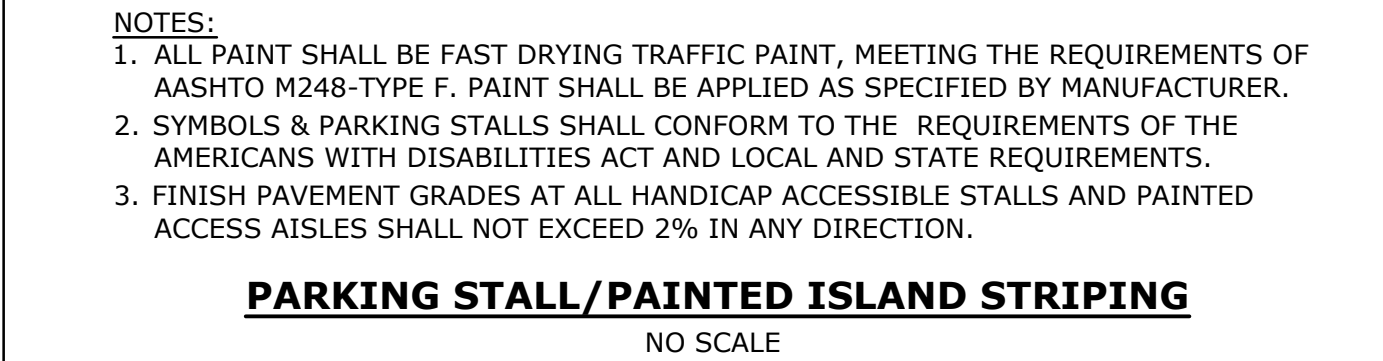 NOTES:
1. ALL PAINT SHALL BE FAST DRYING TRAFFIC PAINT, MEETING THE REQUIREMENTS OF
AASHTO M248-TYPE F. PAINT SHALL BE APPLIED AS SPECIFIED BY MANUFACTURER.
2. SYMBOLS & PARKING STALLS SHALL CONFORM TO THE REQUIREMENTS OF THE
AMERICANS WITH DISABILITIES ACT AND LOCAL AND STATE REQUIREMENTS.
3. FINISH PAVEMENT GRADES AT ALL HANDICAP ACCESSIBLE STALLS AND PAINTED
ACCESS AISLES SHALL NOT EXCEED 2% IN ANY DIRECTION.
PARKING STALL/PAINTED ISLAND STRIPING
NO SCALE